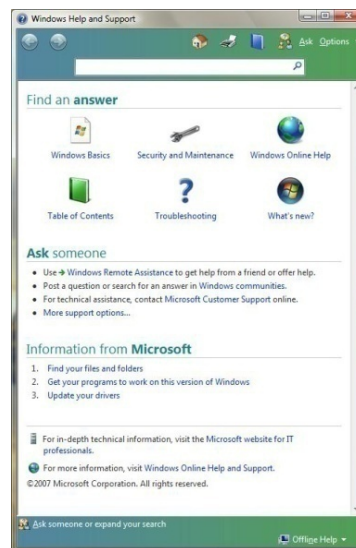 Windows Help and Support
Ask Options
Find an answer
Windows Basics Security and Maintenance Windows Online Help
Table of Contents Troubleshooting What's new?
Ask someone
• Use → Windows Remote Assistance to get help from a friend or offer help.
• Post a question or search for an answer in Windows communities.
• For technical assistance, contact Microsoft Customer Support online.
• More support options...
Information from Microsoft
1. Find your files and folders
2. Get your programs to work on this version of Windows
3. Update your drivers
For in-depth technical information, visit the Microsoft website for IT
professionals.
For more information, visit Windows Online Help and Support.
©2007 Microsoft Corporation. All rights reserved.
Ask someone or expand your search
Offline Help